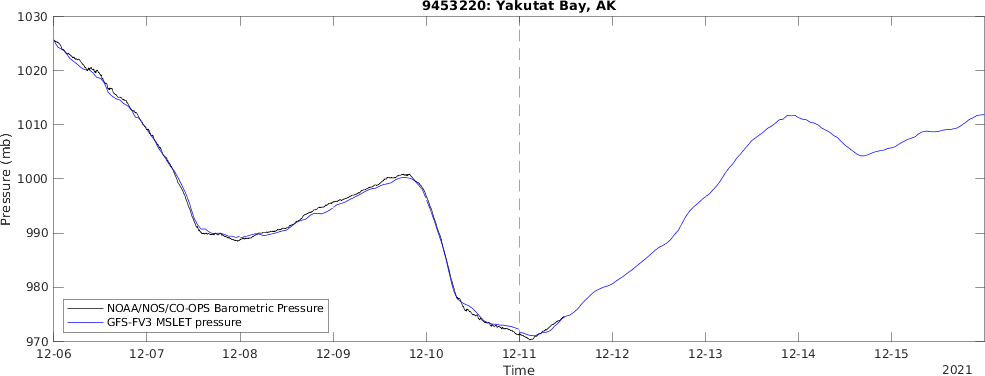 9453220: Yakutat Bay, AK
1030
1020
1010
1000
990
980
970
Pressure (mb)
NOAA/NOS/CO-OPS Barometric Pressure
GFS-FV3 MSLET pressure
12-06 12-07 12-08 12-09 12-10 12-11 12-12 12-13 12-14 12-15
Time
2021